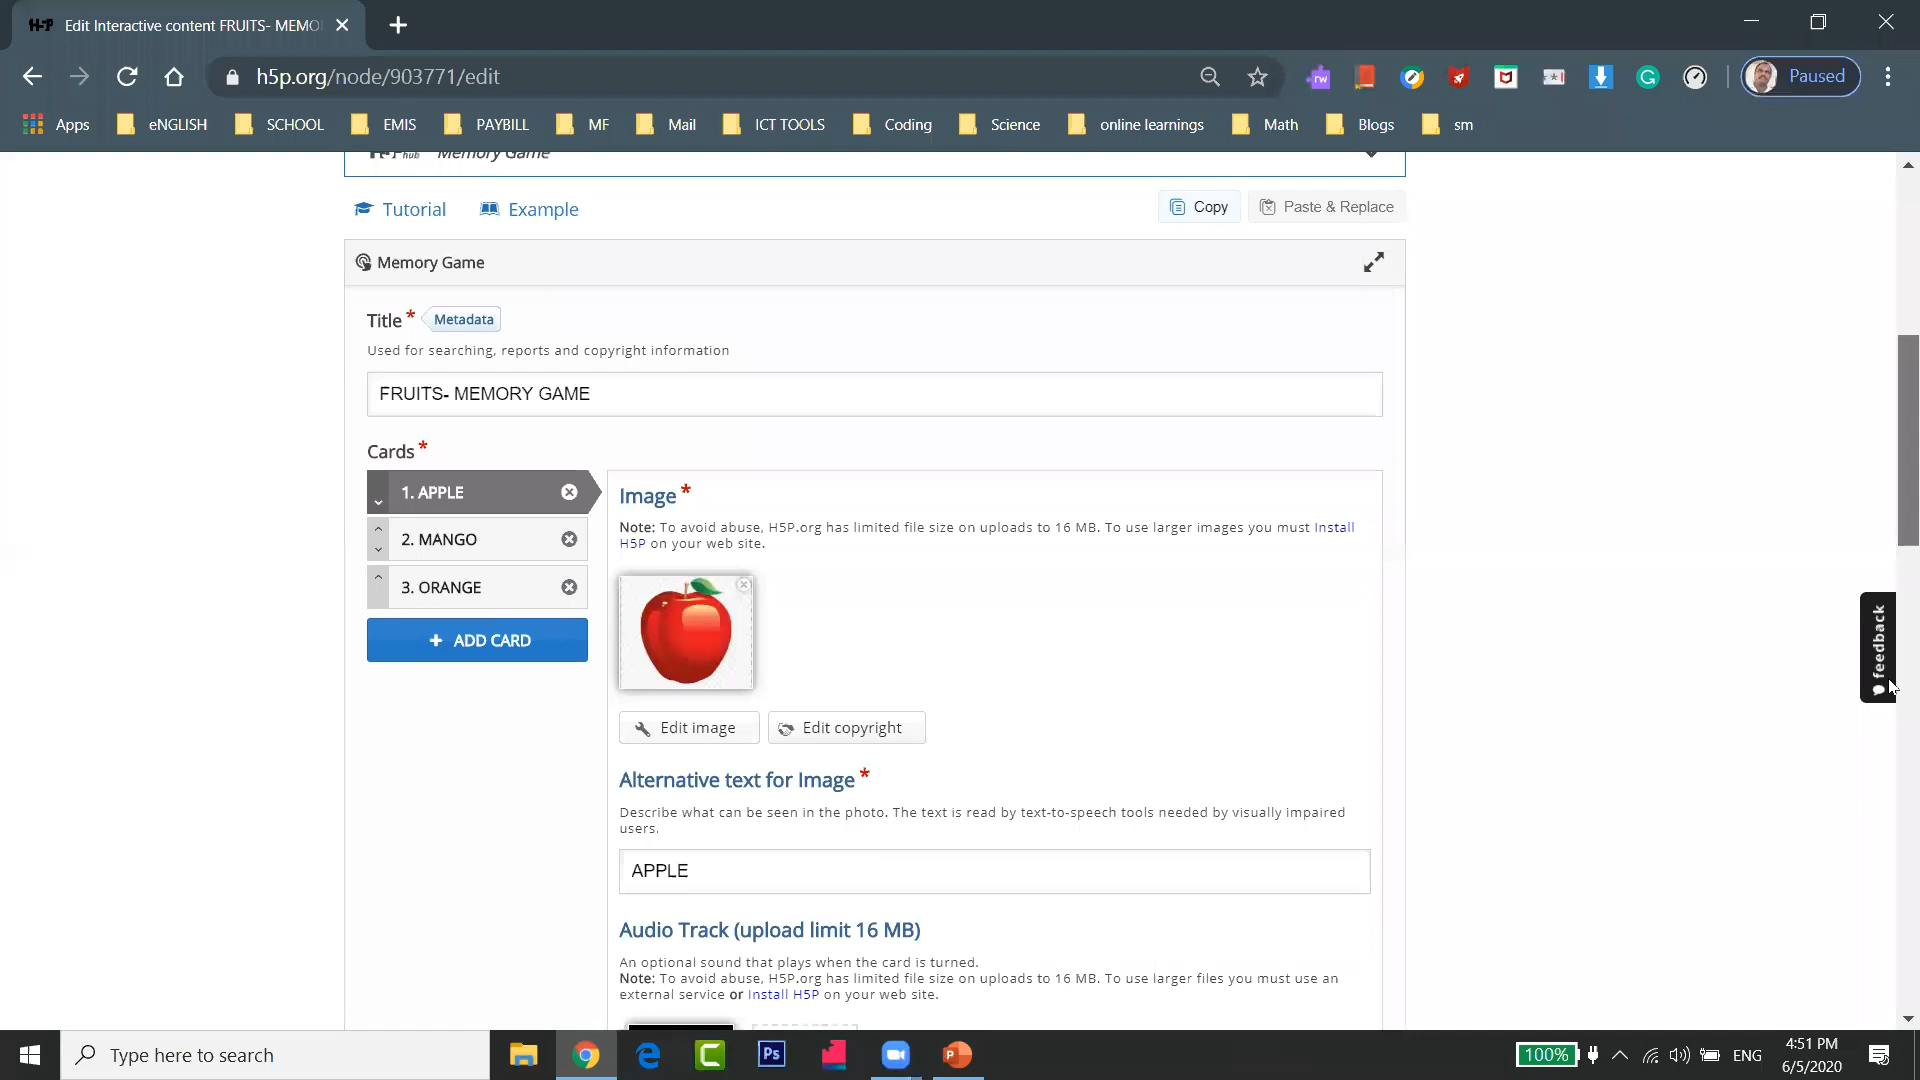 Edit Interactive content FRUITS- MEMO
h5p.org/node/903771/edit
Paused
Apps eNGLISH SCHOOL EMIS PAYBILL MF Mail ICT TOOLS Coding Science online learnings Math Blogs sm
Memory Game
Tutorial Example Copy Paste & Replace
Memory Game
Title * Metadata
Used for searching, reports and copyright information
FRUITS- MEMORY GAME
Cards *
1. APPLE
2. MANGO
3. ORANGE
+ ADD CARD
Image *
Note: To avoid abuse, H5P.org has limited file size on uploads to 16 MB. To use larger images you must Install
H5P on your web site.
Edit image Edit copyright
Alternative text for Image *
Describe what can be seen in the photo. The text is read by text-to-speech tools needed by visually impaired
users.
APPLE
Audio Track (upload limit 16 MB)
An optional sound that plays when the card is turned.
Note: To avoid abuse, H5P.org has limited file size on uploads to 16 MB. To use larger files you must use an
external service or Install H5P on your web site.
feedback
Type here to search
Ps
100%
ENG
4:51 PM
6/5/2020